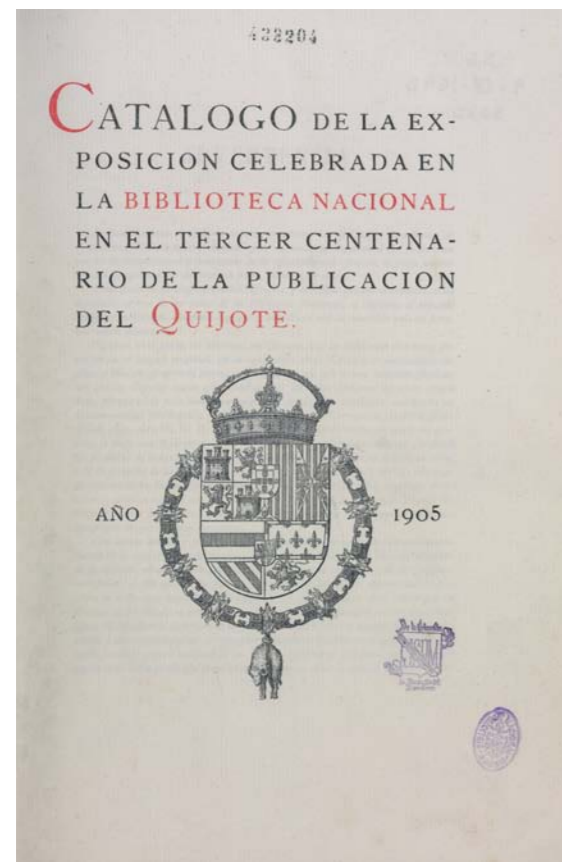 438204
CATALOGO DE LA EX-
POSICION CELEBRADA EN
LA BIBLIOTECA NACIONAL
EN EL TERCER CENTENA-
RIO DE LA PUBLICACION
DEL QUIJOTE.
AÑO 1905